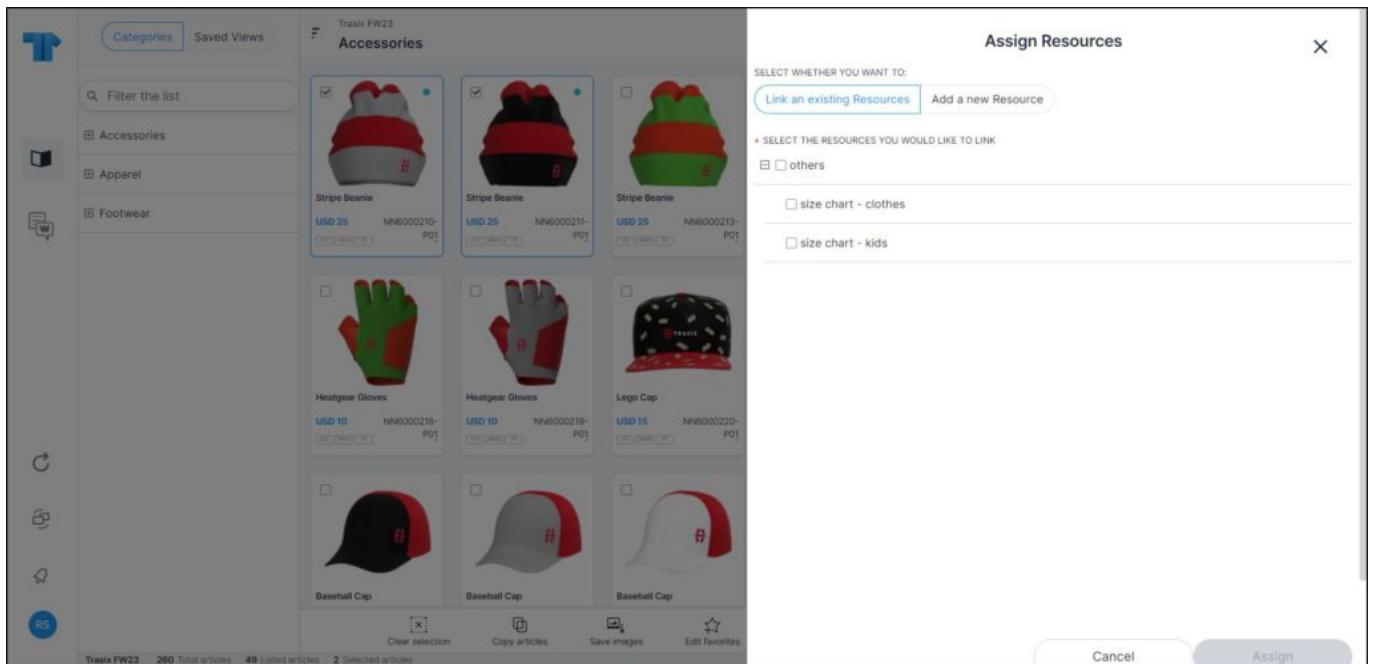 Categories
Saved Views
Filter the list
Accessories
Apparel
Footwear
W
RS
Trasix FW23
Accessories
Stripe Beanie
USD 25 NN6000210-
P01
Stripe Beanie
USD 25 NN6000211-
P01
Stripe Beanie
USD 25 NN6000213-
P01
Heatgear Gloves
USD 10 NN6000218-
P01
Heatgear Gloves
USD 10 NN6000219-
P01
TRASIX
Lego Cap
USD 15 NN6000220-
P01
Baseball Cap
Baseball Cap
Baseball Cap
Clear selection
Copy articles
Save images
Edit favorites
Trasix FW23 260 Total articles 49 Listed articles 2 Selected articles
Assign Resources
SELECT WHETHER YOU WANT TO:
Link an existing Resources
Add a new Resource
* SELECT THE RESOURCES YOU WOULD LIKE TO LINK
others
size chart - clothes
size chart - kids
Cancel
Assign